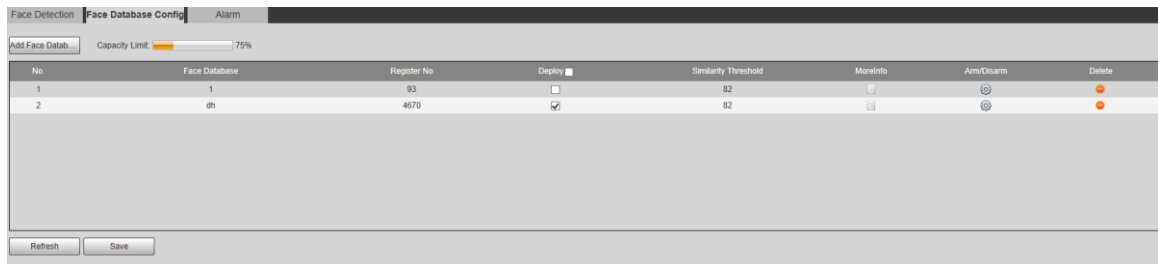 Face Detection Face Database Config Alarm
Add Face Datab... Capacity Limit: 75%
No. Face Database Register No Deploy Similarity Threshold MoreInfo Arm/Disarm Delete
1 1 93 82
2 dh 4670 82
Refresh Save